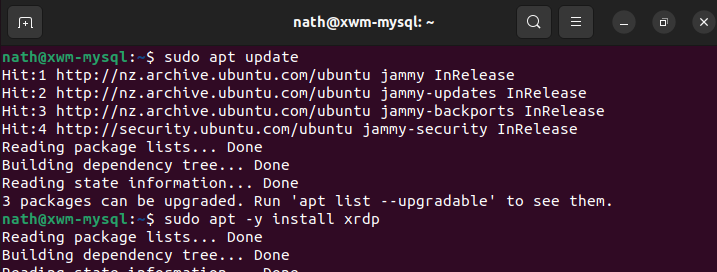 nath@xwm-mysql: ~
nath@xwm-mysql:~$ sudo apt update
Hit:1 http://nz.archive.ubuntu.com/ubuntu jammy InRelease
Hit:2 http://nz.archive.ubuntu.com/ubuntu jammy-updates InRelease
Hit:3 http://nz.archive.ubuntu.com/ubuntu jammy-backports InRelease
Hit:4 http://security.ubuntu.com/ubuntu jammy-security InRelease
Reading package lists... Done
Building dependency tree... Done
Reading state information... Done
3 packages can be upgraded. Run 'apt list --upgradable' to see them.
nath@xwm-mysql:~$ sudo apt -y install xrdp
Reading package lists... Done
Building dependency tree... Done
Reading state information... Done